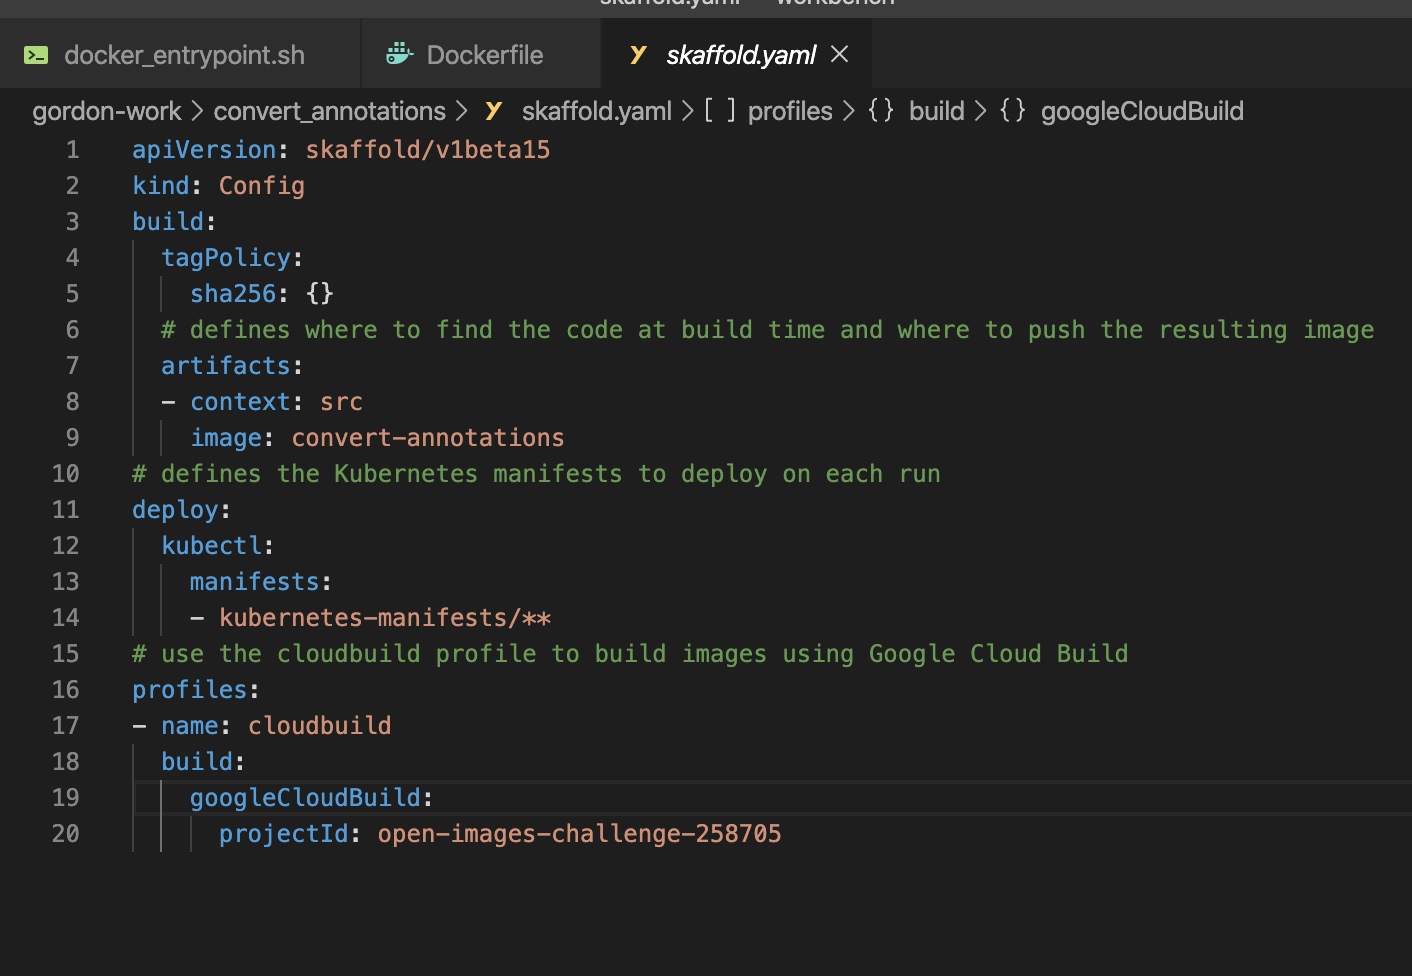 skaffold.yaml — workbench
docker_entrypoint.sh
Dockerfile
skaffold.yaml
gordon-work > convert_annotations > skaffold.yaml > [ ] profiles > {} build > {} googleCloudBuild
1 apiVersion: skaffold/v1beta15
2 kind: Config
3 build:
4   tagPolicy:
5     sha256: {}
6   # defines where to find the code at build time and where to push the resulting image
7   artifacts:
8   - context: src
9     image: convert-annotations
10 # defines the Kubernetes manifests to deploy on each run
11 deploy:
12   kubectl:
13     manifests:
14     - kubernetes-manifests/**
15 # use the cloudbuild profile to build images using Google Cloud Build
16 profiles:
17 - name: cloudbuild
18   build:
19     googleCloudBuild:
20       projectId: open-images-challenge-258705